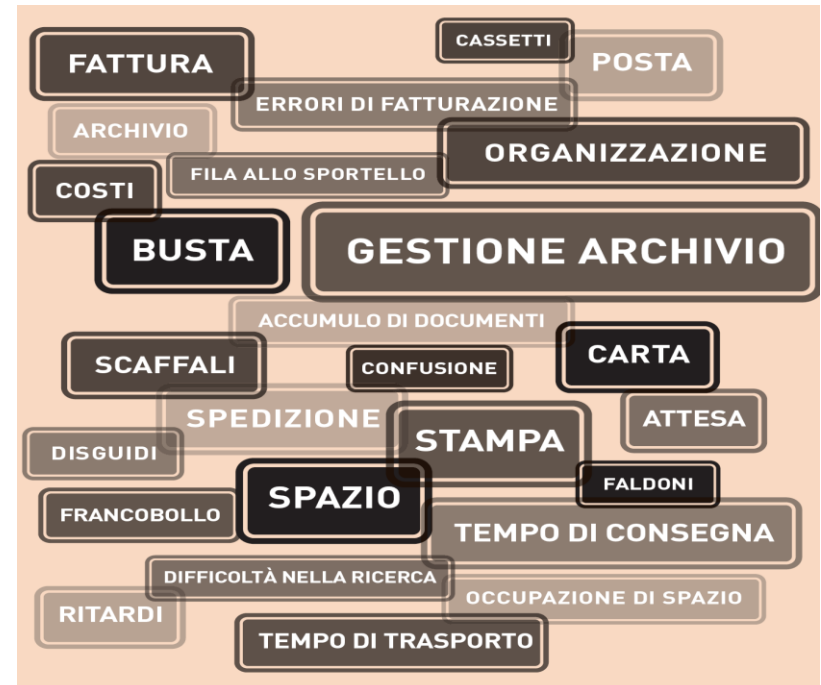 CASSETTI
FATTURA
POSTA
ERRORI DI FATTURAZIONE
ARCHIVIO
ORGANIZZAZIONE
FILA ALLO SPORTELLO
COSTI
BUSTA
GESTIONE ARCHIVIO
ACCUMULO DI DOCUMENTI
CARTA
SCAFFALI
CONFUSIONE
SPEDIZIONE
ATTESA
STAMPA
DISGUIDI
FALDONI
SPAZIO
FRANCOBOLLO
TEMPO DI CONSEGNA
DIFFICOLTÀ NELLA RICERCA
OCCUPAZIONE DI SPAZIO
RITARDI
TEMPO DI TRASPORTO